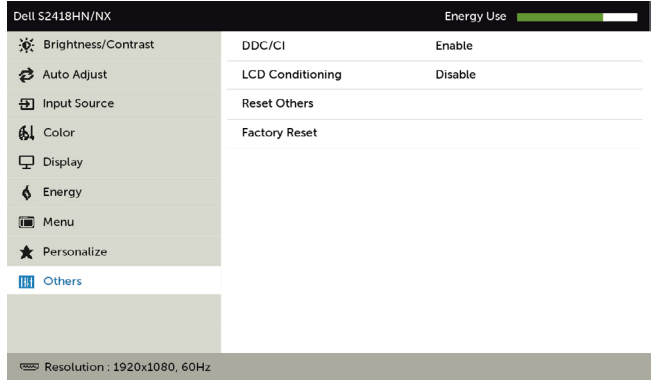 Dell S2418HN/NX Energy Use
Brightness/Contrast
Auto Adjust
Input Source
Color
Display
Energy
Menu
Personalize
Others
DDC/CI Enable
LCD Conditioning Disable
Reset Others
Factory Reset
Resolution : 1920x1080, 60Hz